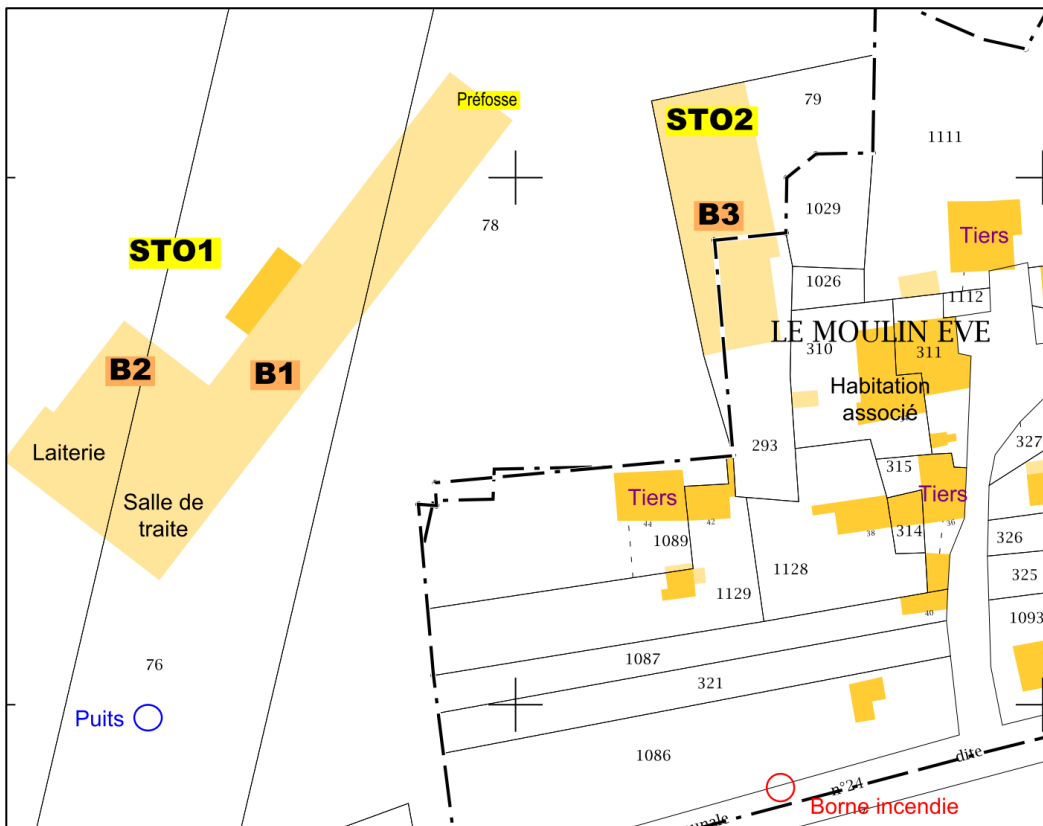 Préfosse
79
STO2
1111
1029
B3
78
Tiers
STO1
1026
1112
LE MOULIN EVE
310
311
B2
B1
Habitation
associé
327
293
Laiterie
315
Salle de
traite
Tiers
Tiers
44
42
38
314
36
1089
326
1128
325
1129
40
1093
76
1087
321
Puits
1086
dite
n°24
Borne incendie